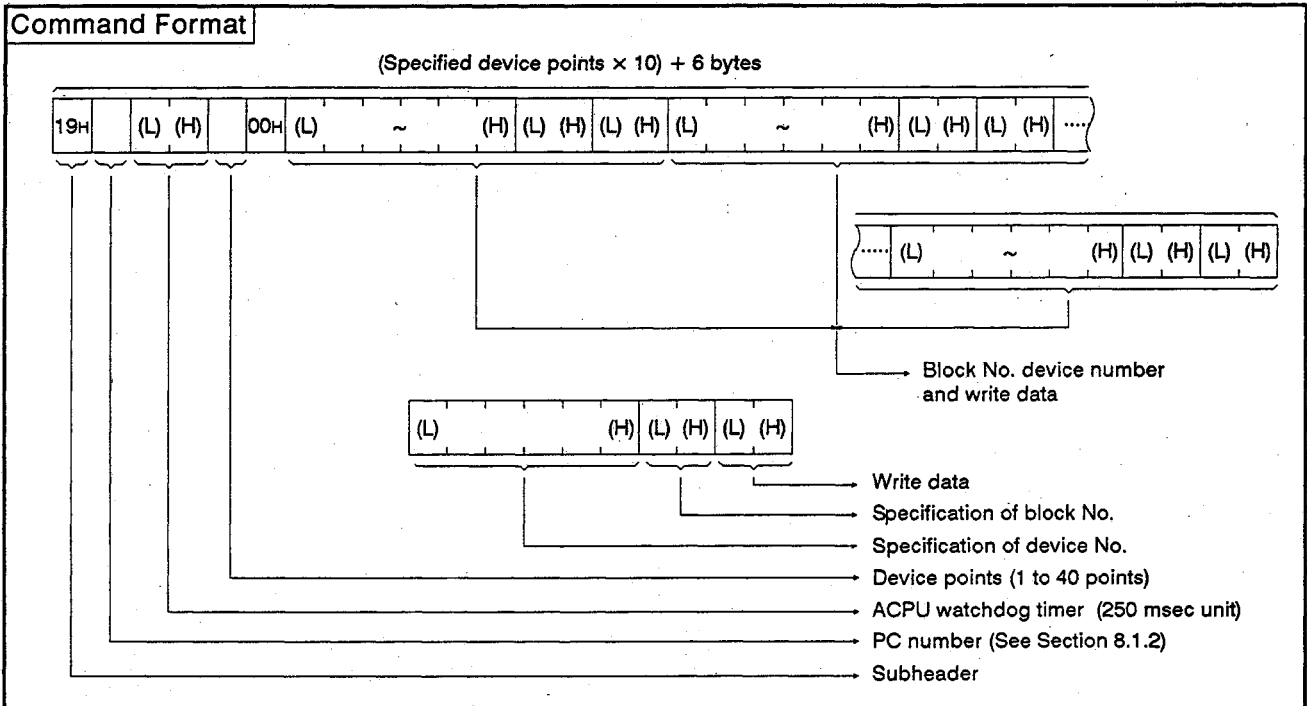 Command Format
(Specified device points × 10) + 6 bytes
19H (L) (H) 00H (L) ~ (H) (L) (H) (L) (H) (L) ~ (H) (L) (H) (L) (H) .....
..... (L) ~ (H) (L) (H) (L) (H)
Block No. device number
and write data
(L) (H) (L) (H) (L) (H)
Write data
Specification of block No.
Specification of device No.
Device points (1 to 40 points)
ACPU watchdog timer (250 msec unit)
PC number (See Section 8.1.2)
Subheader